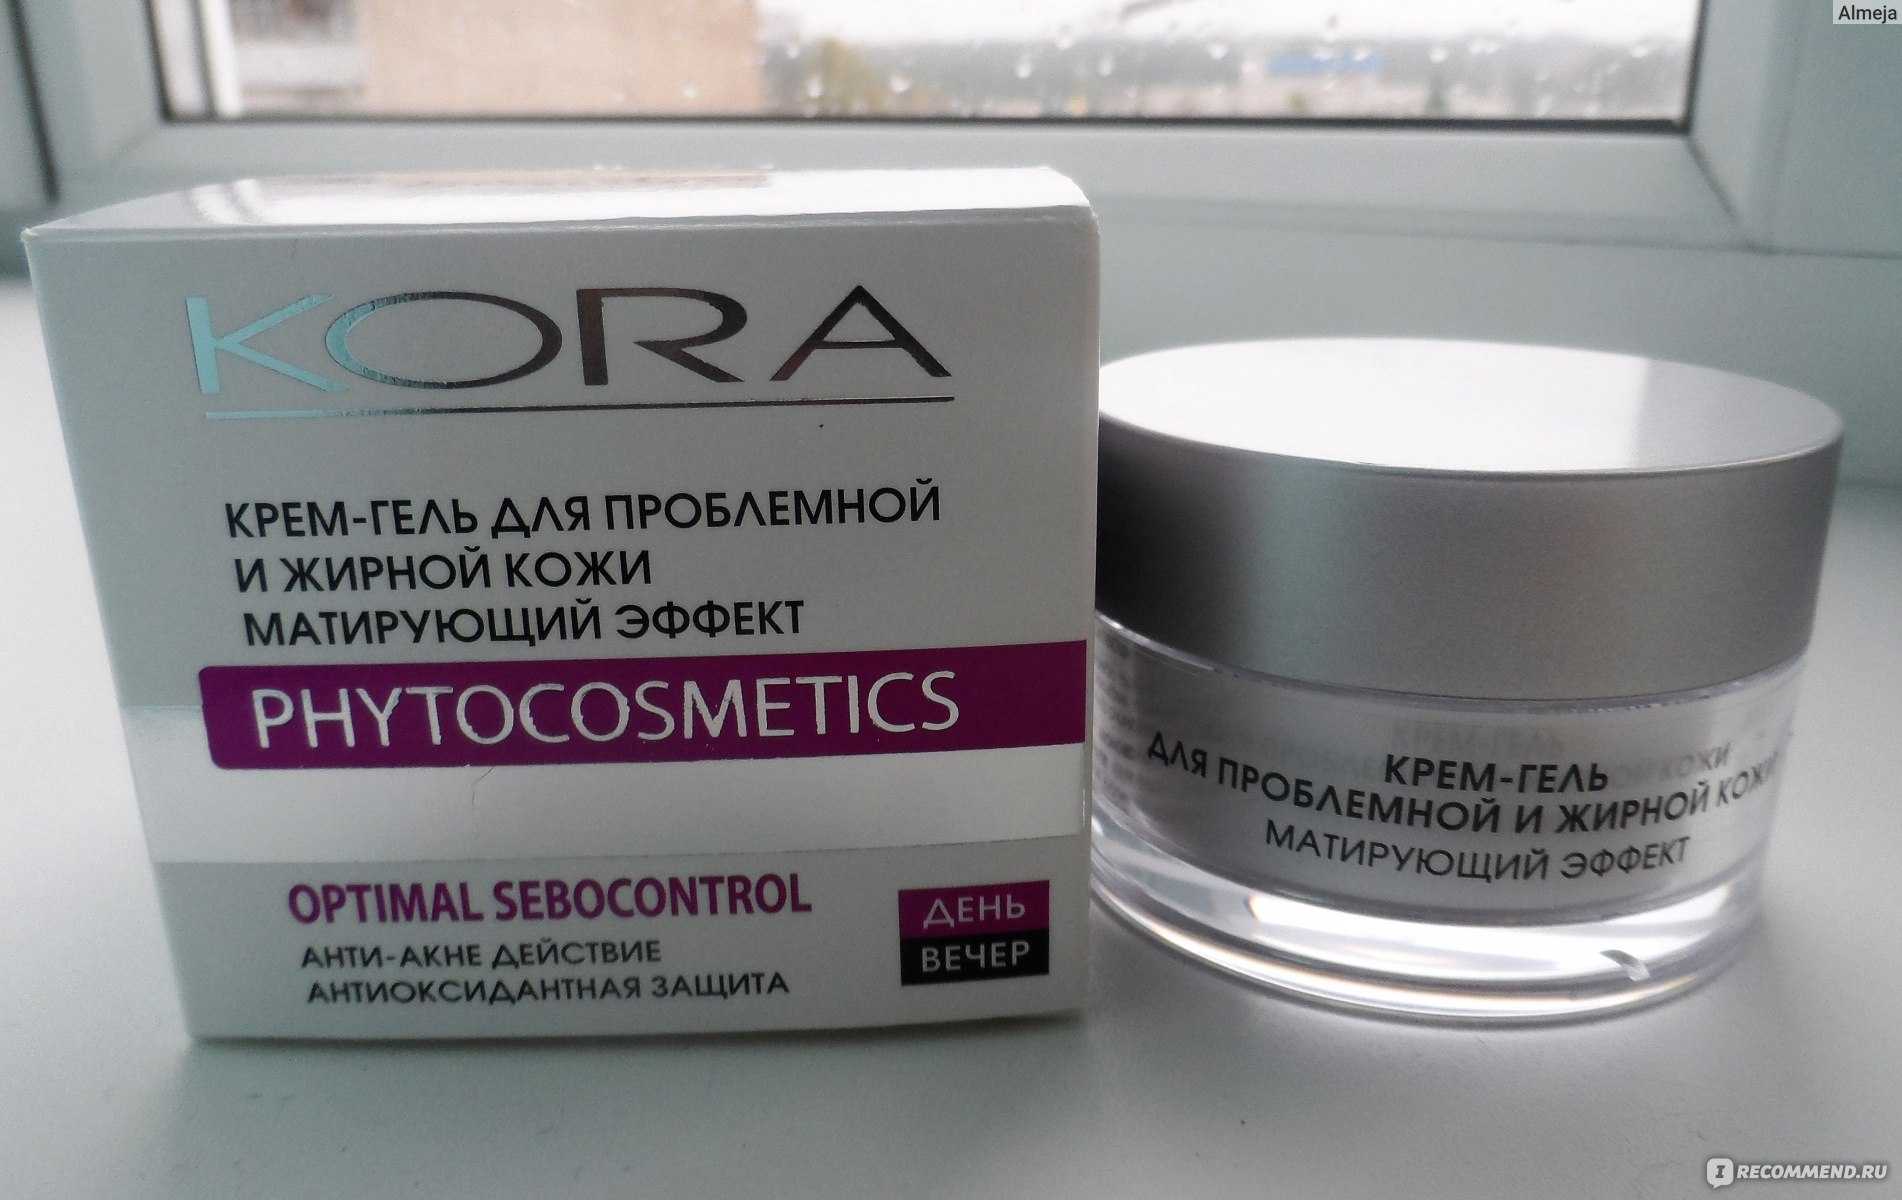 Almeja
KORA
КРЕМ-ГЕЛЬ ДЛЯ ПРОБЛЕМНОЙ
И ЖИРНОЙ КОЖИ
МАТИРУЮЩИЙ ЭФФЕКТ
PHYTOCOSMETICS
OPTIMAL SEBOCONTROL
АНТИ-АКНЕ ДЕЙСТВИЕ
АНТИОКСИДАНТНАЯ ЗАЩИТА
ДЕНЬ
ВЕЧЕР
КРЕМ-ГЕЛЬ
ДЛЯ ПРОБЛЕМНОЙ И ЖИРНОЙ КОЖИ
МАТИРУЮЩИЙ ЭФФЕКТ
IRECOMMEND.RU